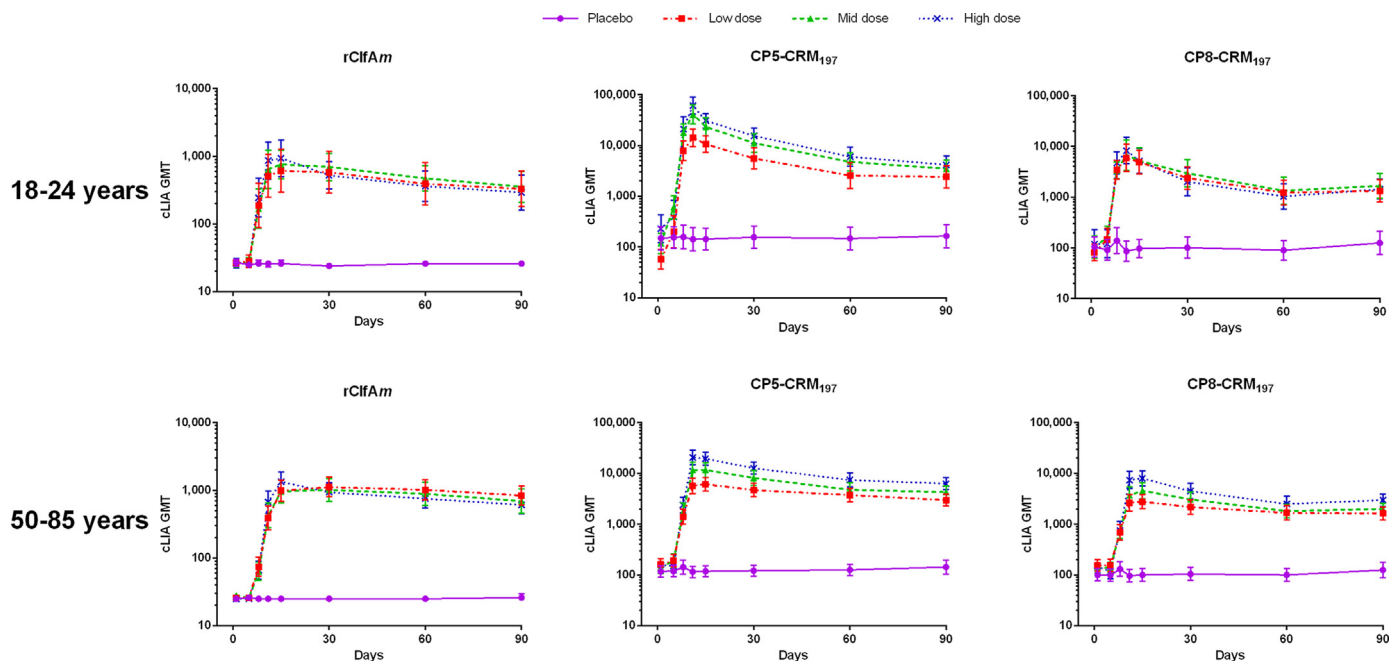 Placebo Low dose Mid dose High dose
rClfAm CP5-CRM197 CP8-CRM197
18-24 years
cLIA GMT
10,000
1,000
100
10
0 30 60 90
Days
cLIA GMT
100,000
10,000
1,000
100
10
0 30 60 90
Days
cLIA GMT
100,000
10,000
1,000
100
10
0 30 60 90
Days
rClfAm CP5-CRM197 CP8-CRM197
50-85 years
cLIA GMT
10,000
1,000
100
10
0 30 60 90
Days
cLIA GMT
100,000
10,000
1,000
100
10
0 30 60 90
Days
cLIA GMT
100,000
10,000
1,000
100
10
0 30 60 90
Days